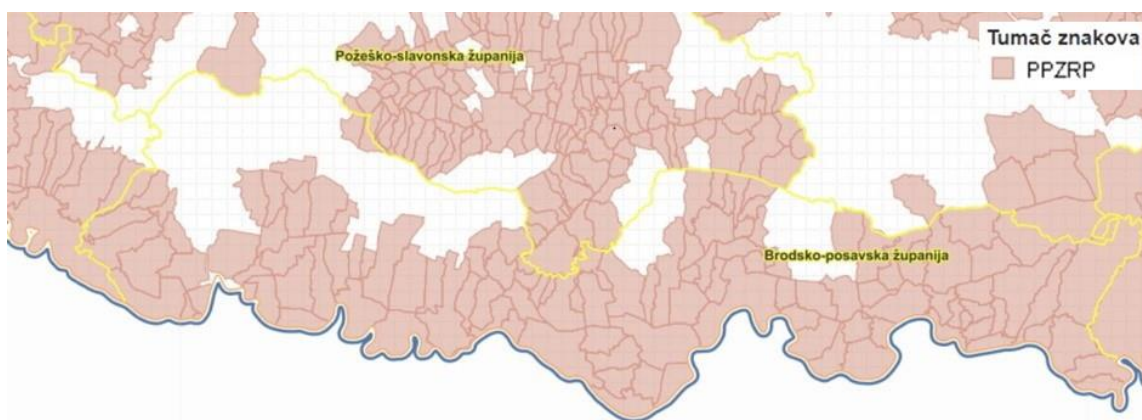 Tumač znakova
PPZRP
Požeško-slavonska županija
Brodsko-posavska županija